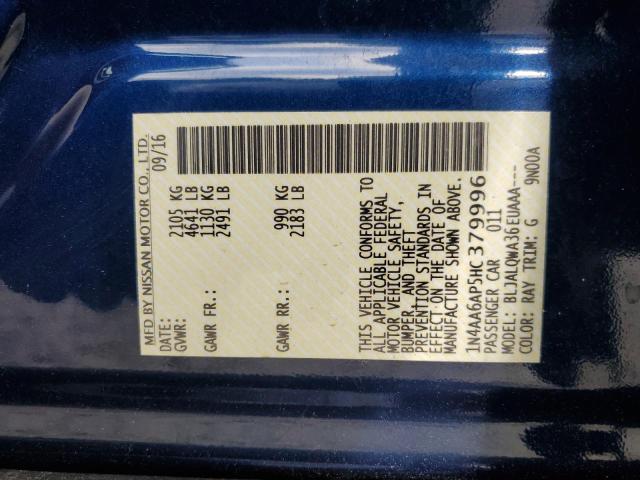 MFD BY NISSAN MOTOR CO., LTD.
DATE: 09/16
GVWR: 2105 KG
4641 LB
GAWR FR: 1130 KG
2491 LB
GAWR RR: 990 KG
2183 LB
THIS VEHICLE CONFORMS TO
ALL APPLICABLE FEDERAL
MOTOR VEHICLE SAFETY,
BUMPER, AND THEFT
PREVENTION STANDARDS IN
EFFECT ON THE DATE OF
MANUFACTURE SHOWN ABOVE.
1N4AA6AP5HC379996
PASSENGER CAR 011
MODEL: BLJALQWA36EUAAA---
COLOR: RAY TRIM: G 9N00A